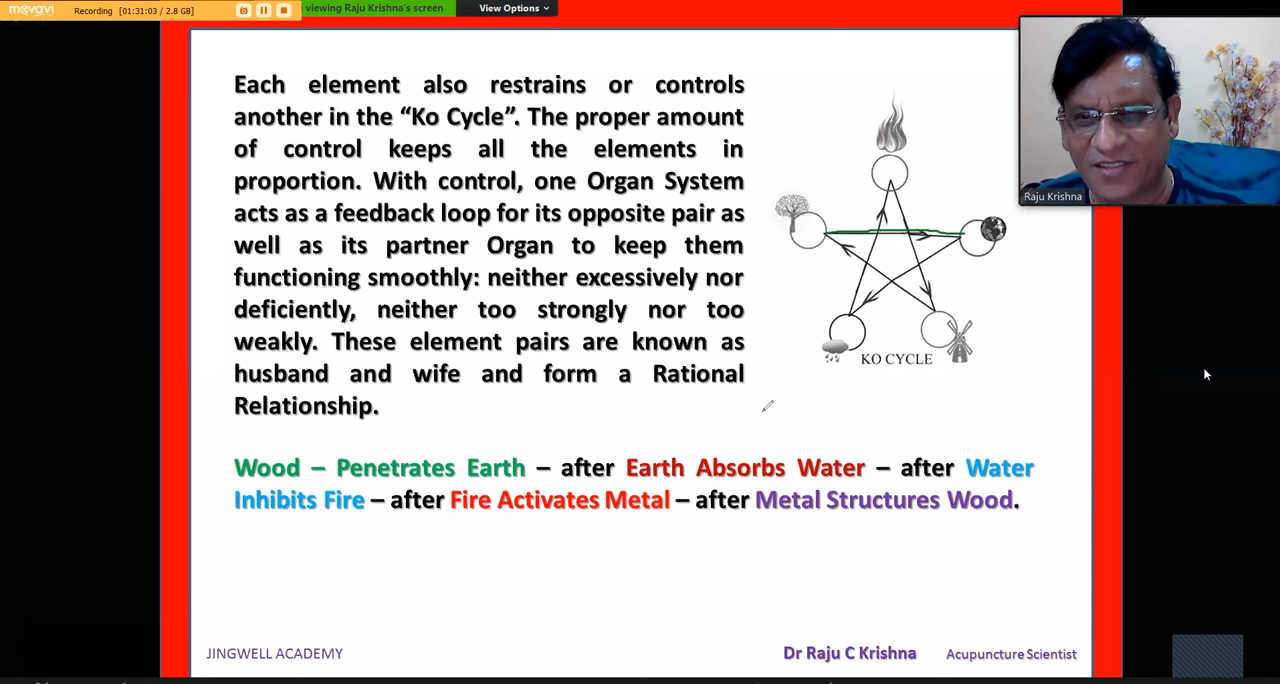 movavi
Recording [01:31:03 / 2.8 GB]
viewing Raju Krishna's screen
View Options
Each element also restrains or controls
another in the “Ko Cycle”. The proper amount
of control keeps all the elements in
proportion. With control, one Organ System
acts as a feedback loop for its opposite pair as
well as its partner Organ to keep them
functioning smoothly: neither excessively nor
deficiently, neither too strongly nor too
weakly. These element pairs are known as
husband and wife and form a Rational
Relationship.
KO CYCLE
Raju Krishna
Wood – Penetrates Earth – after Earth Absorbs Water – after Water
Inhibits Fire – after Fire Activates Metal – after Metal Structures Wood.
JINGWELL ACADEMY
Dr Raju C Krishna Acupuncture Scientist